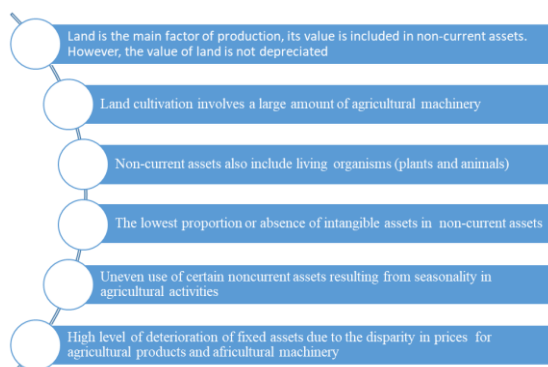 Land is the main factor of production, its value is included in non-current assets.
However, the value of land is not depreciated
Land cultivation involves a large amount of agricultural machinery
Non-current assets also include living organisms (plants and animals)
The lowest proportion or absence of intangible assets in non-current assets
Uneven use of certain noncurrent assets resulting from seasonality in
agricultural activities
High level of deterioration of fixed assets due to the disparity in prices for
agricultural products and africultural machinery